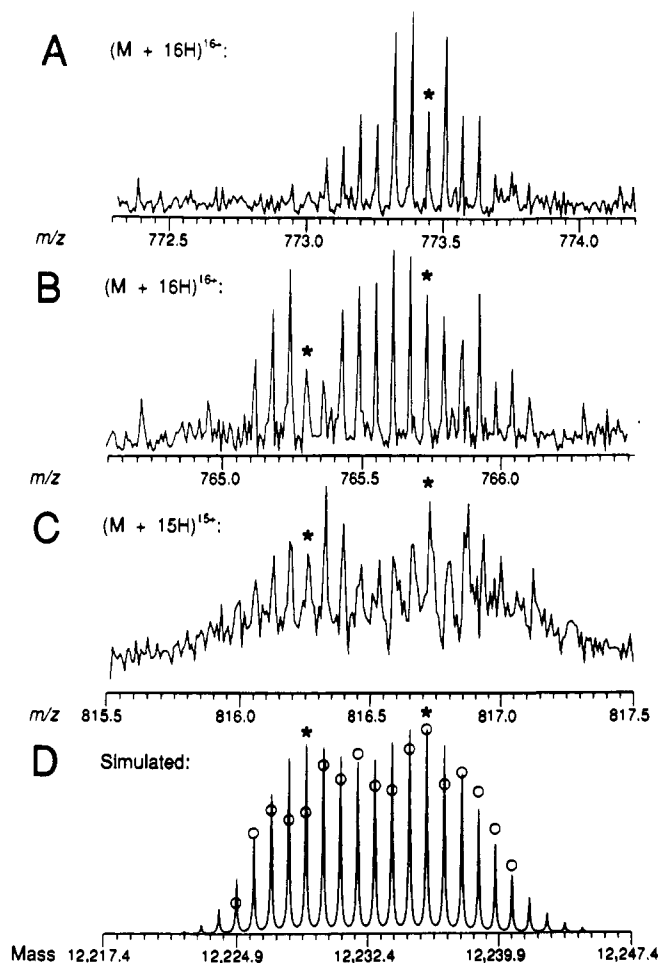 A (M + 16H)¹⁶⁺:
*
m/z 772.5 773.0 773.5 774.0
B (M + 16H)¹⁶⁺:
*
*
m/z 765.0 765.5 766.0
C (M + 15H)¹⁵⁺:
*
*
m/z 815.5 816.0 816.5 817.0 817.5
D Simulated:
*
*
Mass 12,217.4 12,224.9 12,232.4 12,239.9 12,247.4